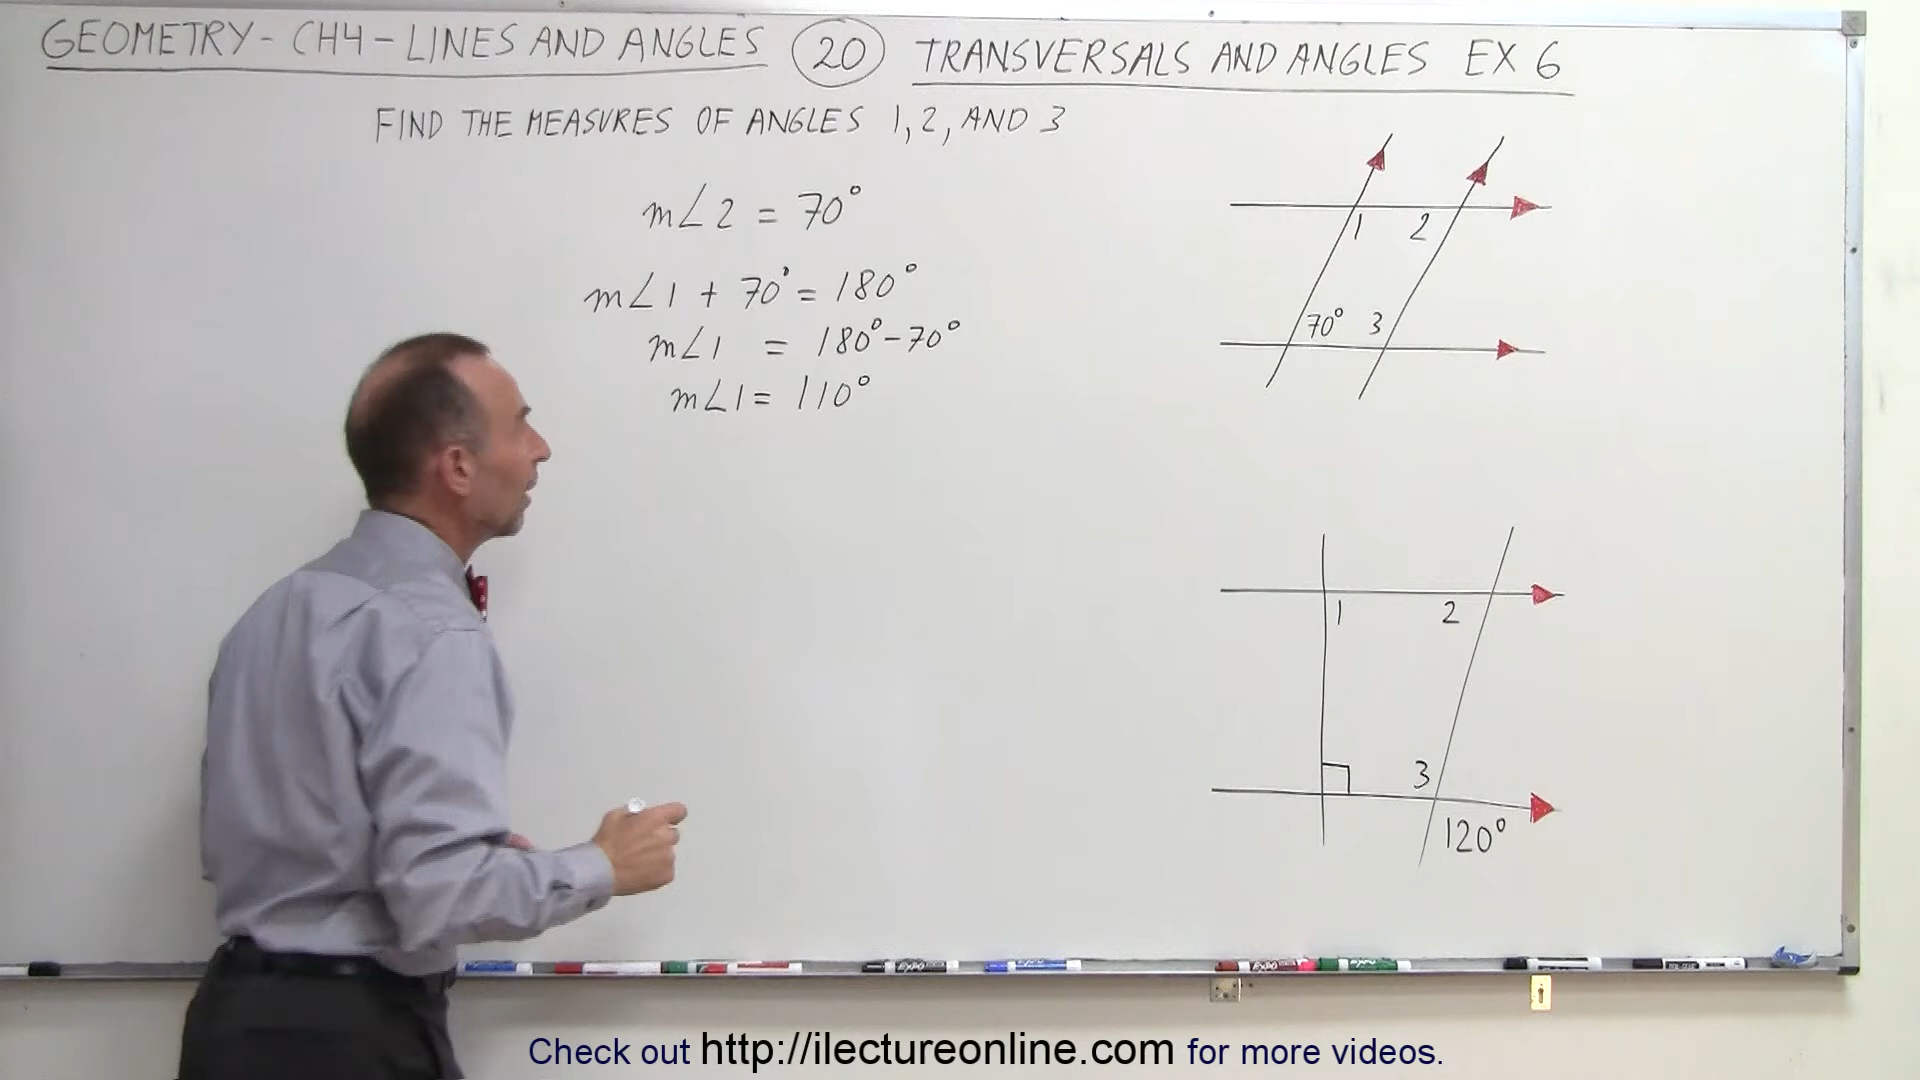 GEOMETRY - CH4 - LINES AND ANGLES 20 TRANSVERSALS AND ANGLES EX 6
FIND THE MEASURES OF ANGLES 1, 2, AND 3
m∠2 = 70°
m∠1 + 70° = 180°
m∠1 = 180° - 70°
m∠1 = 110°
1 2
70° 3
1 2
3
120°
EXPO
Check out http://ilectureonline.com for more videos.